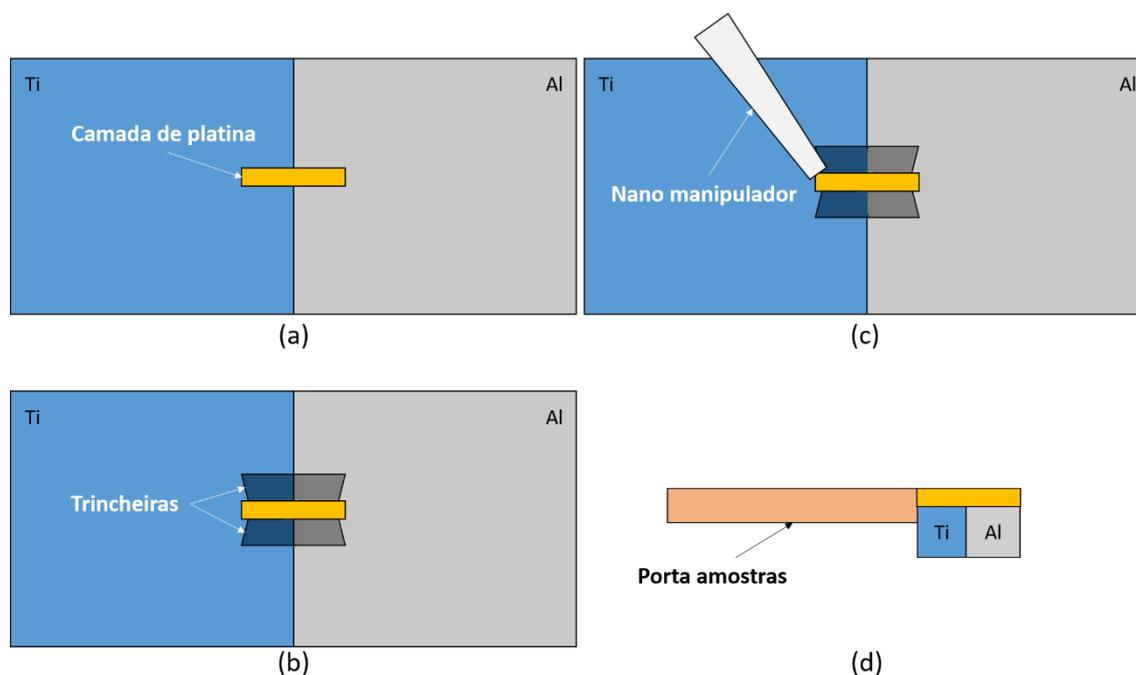 Ti
Al
Camada de platina
(a)
Ti
Al
Nano manipulador
(c)
Ti
Al
Trincheiras
(b)
Ti
Al
Porta amostras
(d)